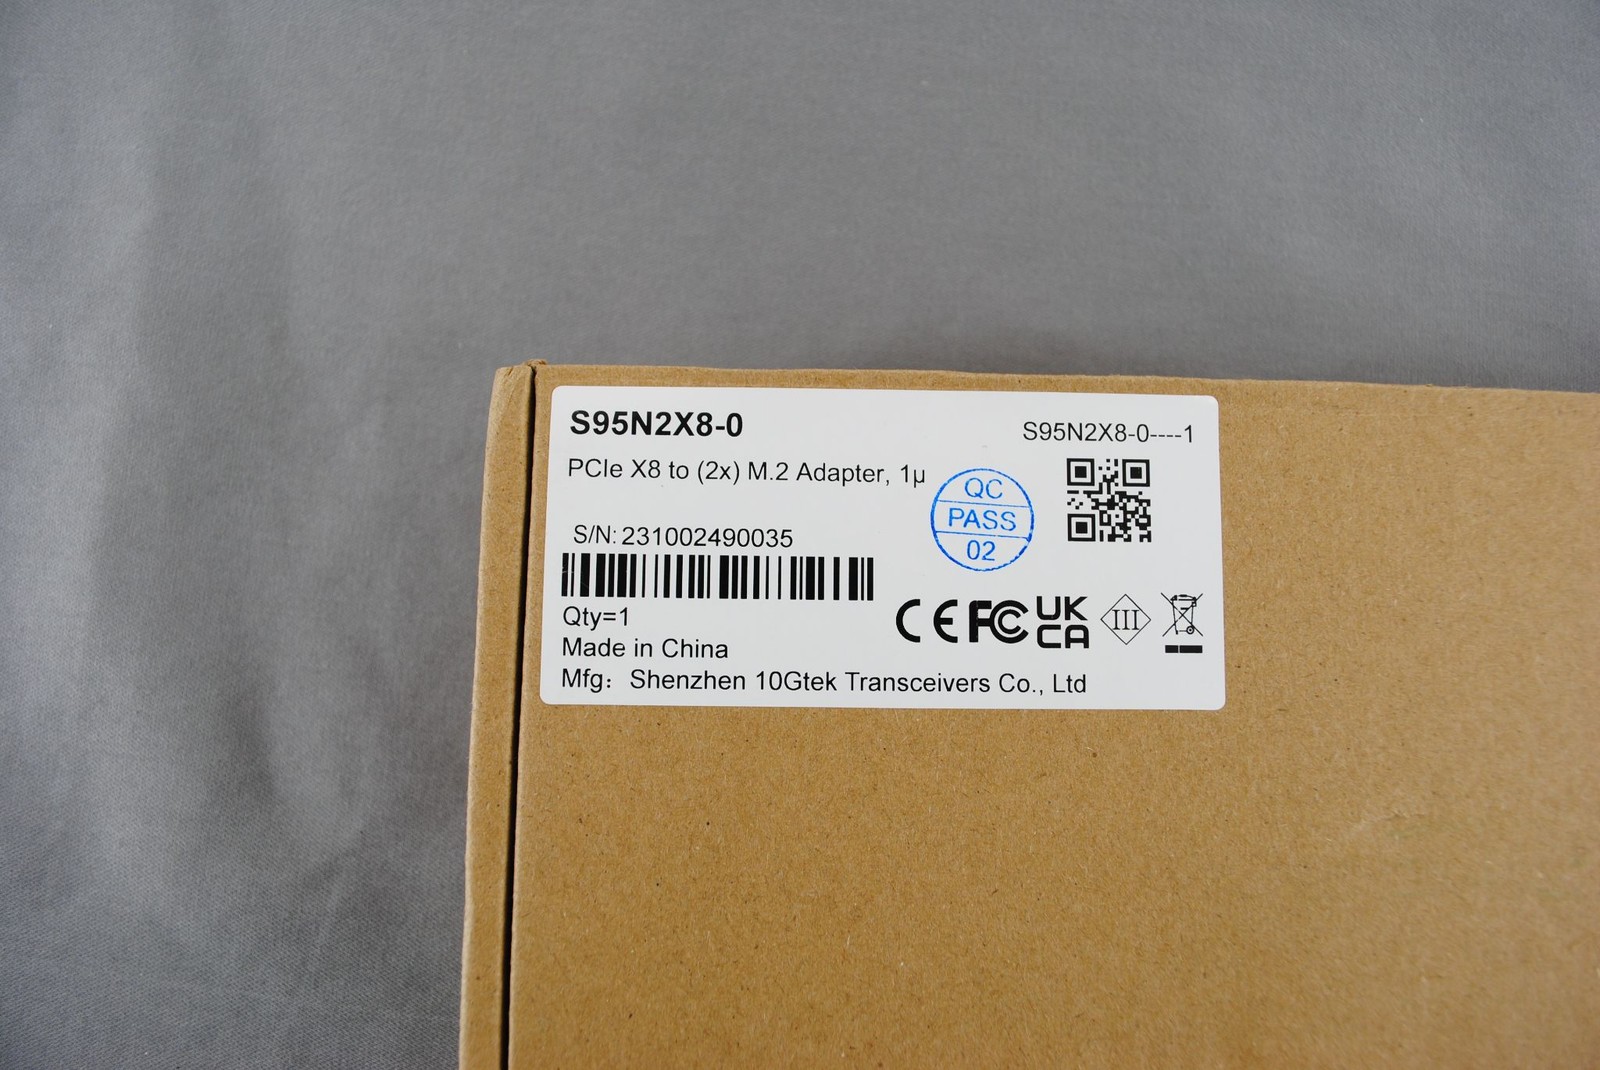 S95N2X8-0
S95N2X8-0----1
PCIe X8 to (2x) M.2 Adapter, 1μ
QC
PASS
02
S/N: 231002490035
Qty=1
Made in China
Mfg: Shenzhen 10Gtek Transceivers Co., Ltd
CE FC UK
CA III